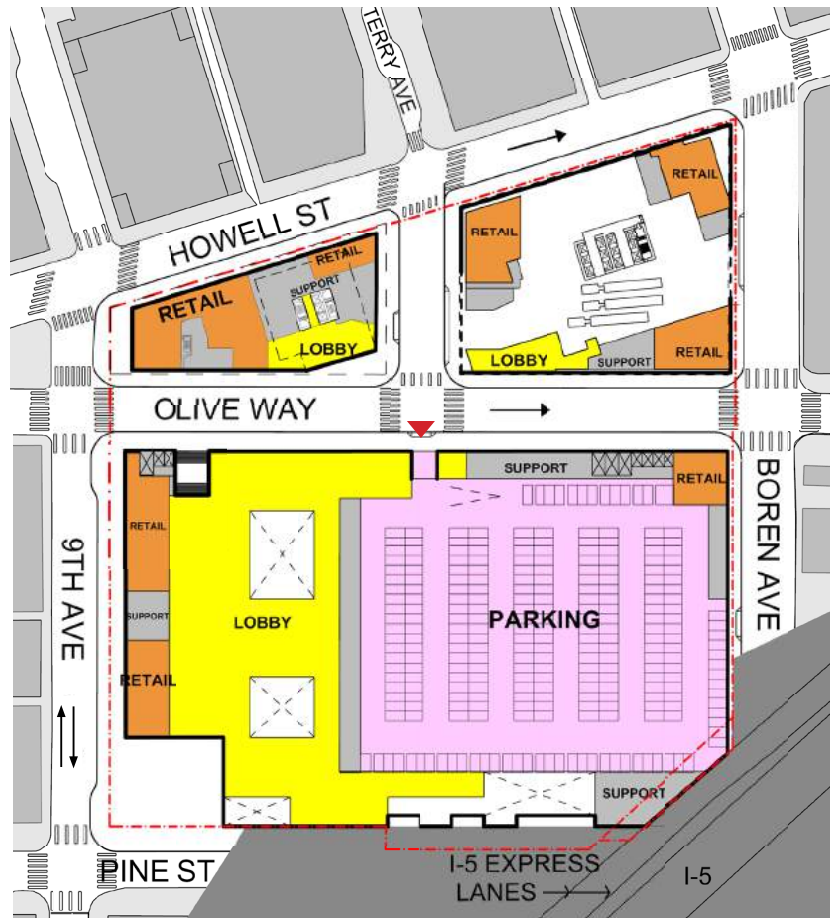 TERRY AVE
HOWELL ST
RETAIL
RETAIL
RETAIL
SUPPORT
RETAIL
LOBBY
LOBBY
SUPPORT
RETAIL
OLIVE WAY
SUPPORT
RETAIL
BOREN AVE
RETAIL
9TH AVE
SUPPORT
LOBBY
PARKING
RETAIL
SUPPORT
PINE ST
I-5 EXPRESS
LANES
I-5